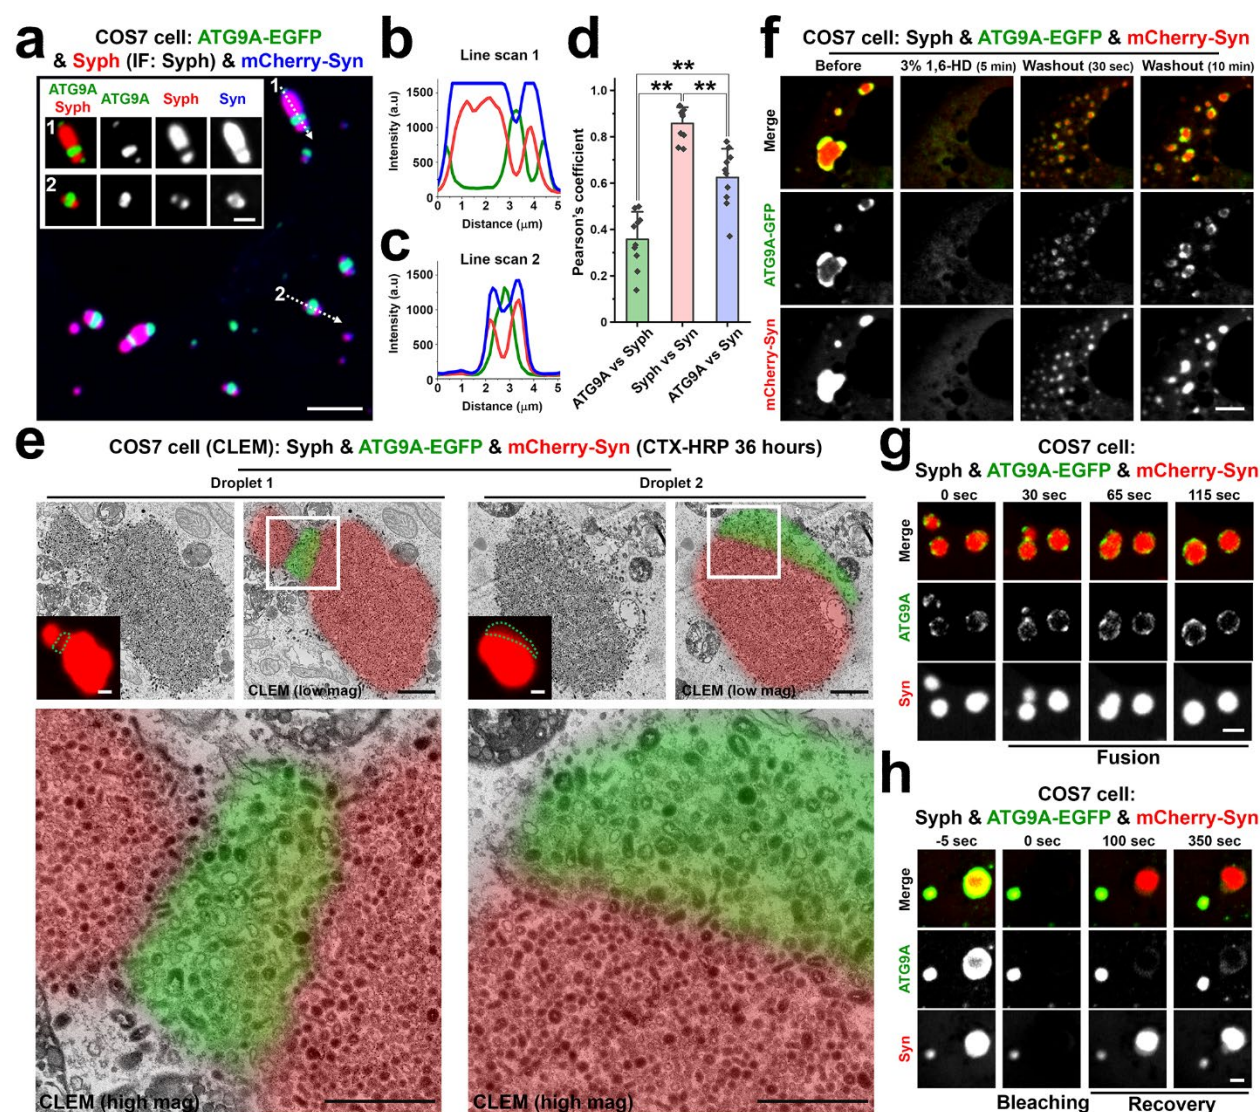 a
COS7 cell: ATG9A-EGFP
& Syph (IF: Syph) & mCherry-Syn
ATG9A
Syph
ATG9A
Syph
Syn
1
2
1
2
b
Line scan 1
Intensity (a.u)
1500
1000
500
0
0 1 2 3 4 5
Distance (μm)
c
Line scan 2
Intensity (a.u)
1500
1000
500
0
0 1 2 3 4 5
Distance (μm)
d
**
** **
Pearson's coefficient
1.0
0.8
0.6
0.4
0.2
0
ATG9A vs Syph
Syph vs Syn
ATG9A vs Syn
e
COS7 cell (CLEM): Syph & ATG9A-EGFP & mCherry-Syn (CTX-HRP 36 hours)
Droplet 1
Droplet 2
CLEM (low mag)
CLEM (low mag)
CLEM (high mag)
CLEM (high mag)
f
COS7 cell: Syph & ATG9A-EGFP & mCherry-Syn
Before
3% 1,6-HD (5 min)
Washout (30 sec)
Washout (10 min)
Merge
ATG9A-GFP
mCherry-Syn
g
COS7 cell:
Syph & ATG9A-EGFP & mCherry-Syn
0 sec
30 sec
65 sec
115 sec
Merge
ATG9A
Syn
Fusion
h
COS7 cell:
Syph & ATG9A-EGFP & mCherry-Syn
-5 sec
0 sec
100 sec
350 sec
Merge
ATG9A
Syn
Bleaching
Recovery